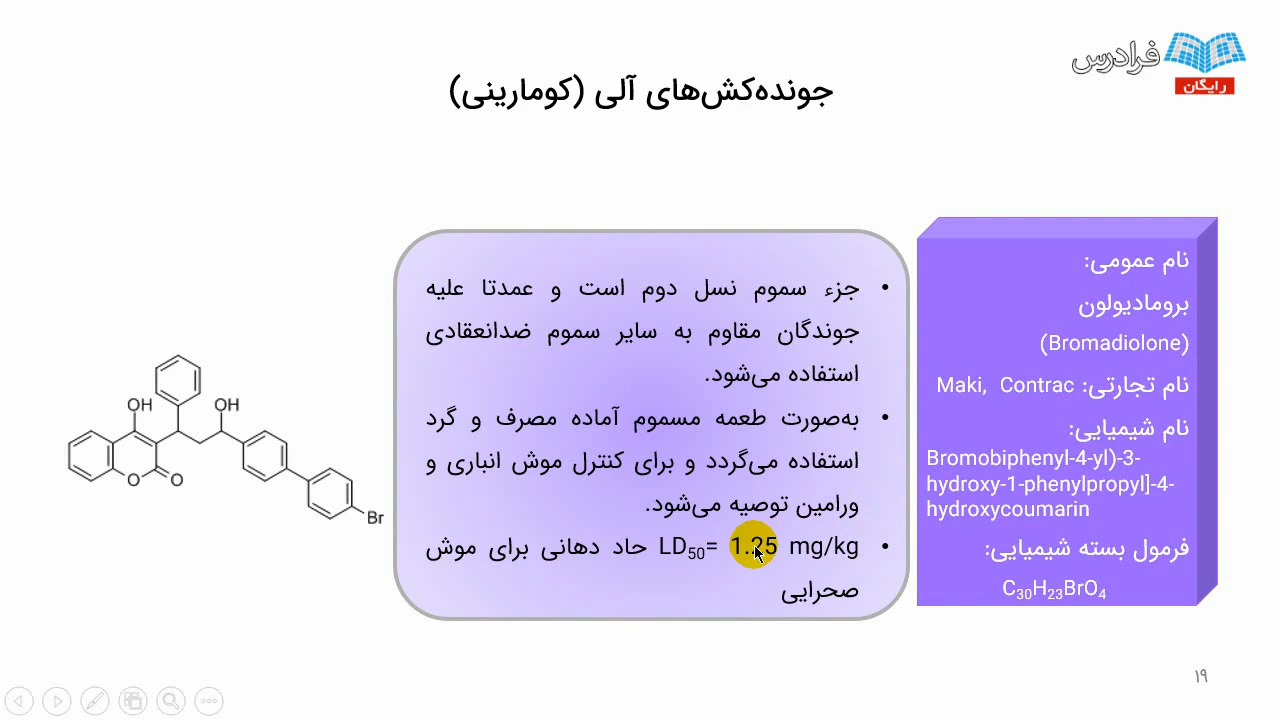 فرادرس
رایگان
جونده‌کش‌های آلی (کومارینی)
نام عمومی:
برومادیولون
(Bromadiolone)
نام تجارتی: Maki, Contrac
نام شیمیایی:
Bromobiphenyl-4-yl)-3-
hydroxy-1-phenylpropyl]-4-
hydroxycoumarin
فرمول بسته شیمیایی:
C30H23BrO4
• جزء سموم نسل دوم است و عمدتا علیه
جوندگان مقاوم به سایر سموم ضدانعقادی
استفاده می‌شود.
• به‌صورت طعمه مسموم آماده مصرف و گرد
استفاده می‌گردد و برای کنترل موش انباری و
ورامین توصیه می‌شود.
• LD50= 1.25 mg/kg حاد دهانی برای موش
صحرایی
OH
OH
O
O
Br
۱۹